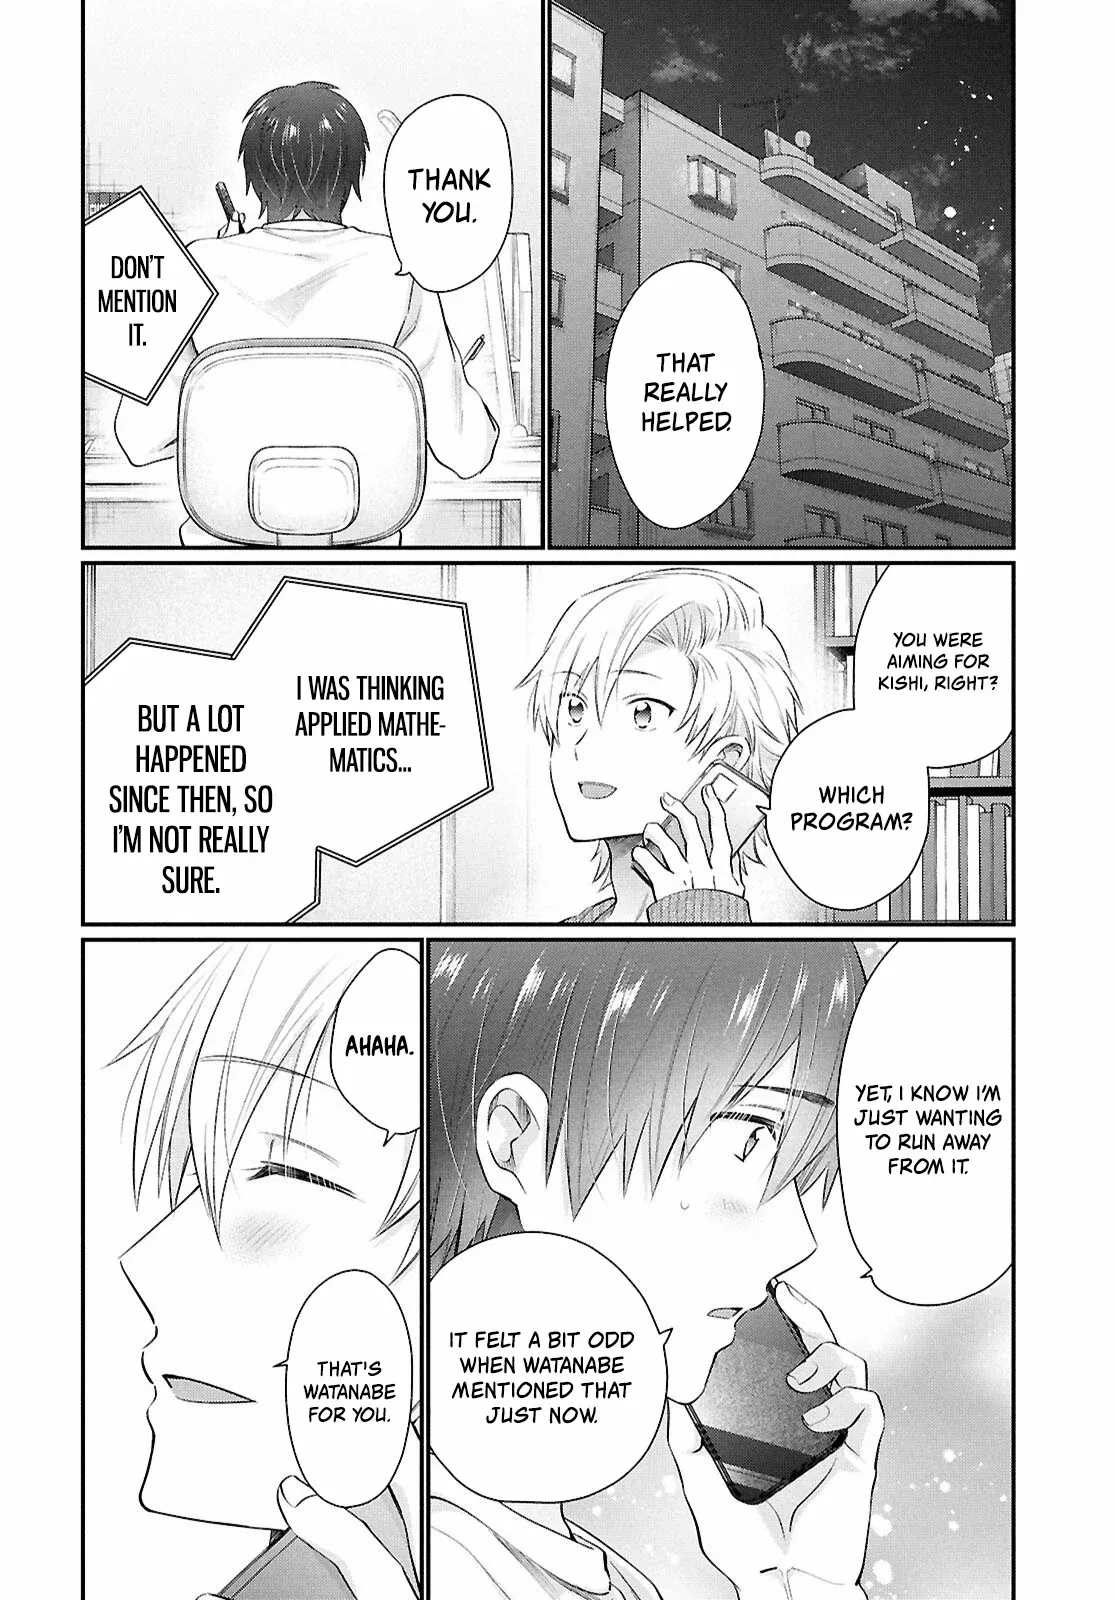 THAT
REALLY
HELPED.
THANK
YOU.
DON'T
MENTION
IT.
YOU WERE
AIMING FOR
KISHI, RIGHT?
WHICH
PROGRAM?
I WAS THINKING
APPLIED MATHE-
MATICS...
BUT A LOT
HAPPENED
SINCE THEN, SO
I'M NOT REALLY
SURE.
YET, I KNOW I'M
JUST WANTING
TO RUN AWAY
FROM IT.
IT FELT A BIT ODD
WHEN WATANABE
MENTIONED THAT
JUST NOW.
AHAHA.
THAT'S
WATANABE
FOR YOU.